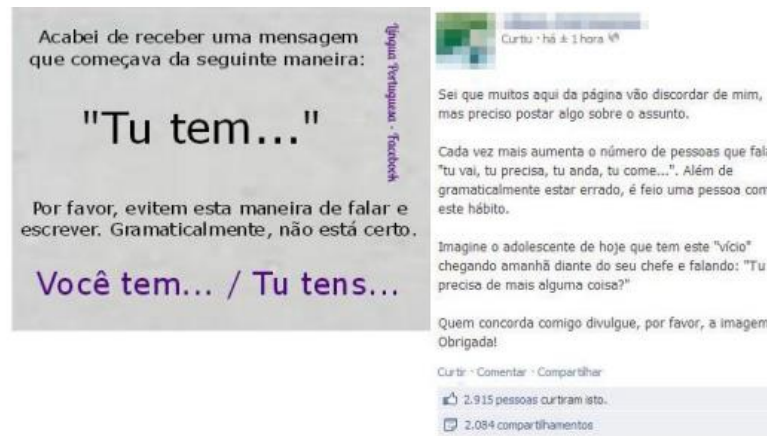 Acabei de receber uma mensagem
que começava da seguinte maneira:
"Tu tem..."
Por favor, evitem esta maneira de falar e
escrever. Gramaticalmente, não está certo.
Você tem... / Tu tens...
Língua Portuguesa - Facebook
Curtiu · há ± 1 hora
Sei que muitos aqui da página vão discordar de mim,
mas preciso postar algo sobre o assunto.
Cada vez mais aumenta o número de pessoas que fala
"tu vai, tu precisa, tu anda, tu come...". Além de
gramaticalmente estar errado, é feio uma pessoa com
este hábito.
Imagine o adolescente de hoje que tem este "vício"
chegando amanhã diante do seu chefe e falando: "Tu
precisa de mais alguma coisa?"
Quem concorda comigo divulgue, por favor, a imagem
Obrigada!
Curtir · Comentar · Compartilhar
2.915 pessoas curtiram isto.
2.084 compartilhamentos